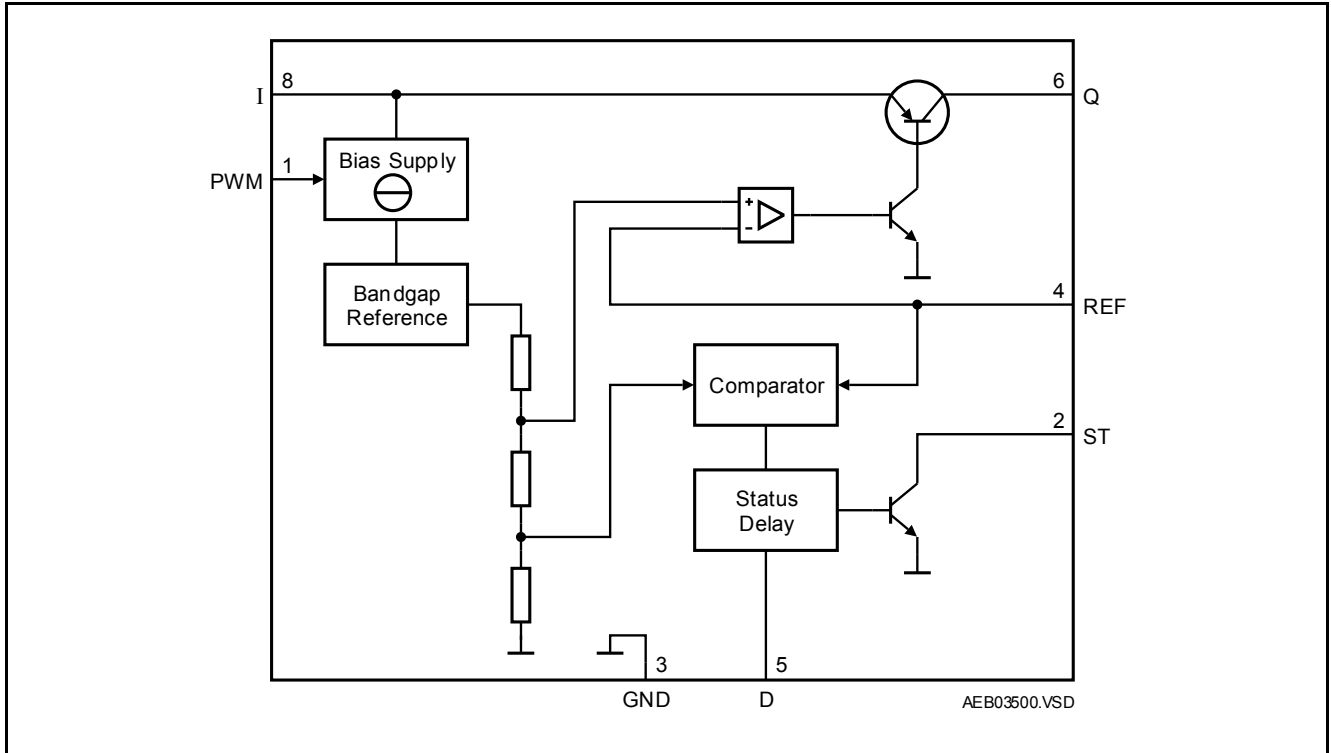 I
8
6
Q
PWM
1
Bias Supply
+
-
Bandgap
Reference
4
REF
Comparator
2
ST
Status
Delay
3
5
GND
D
AEB03500.VSD